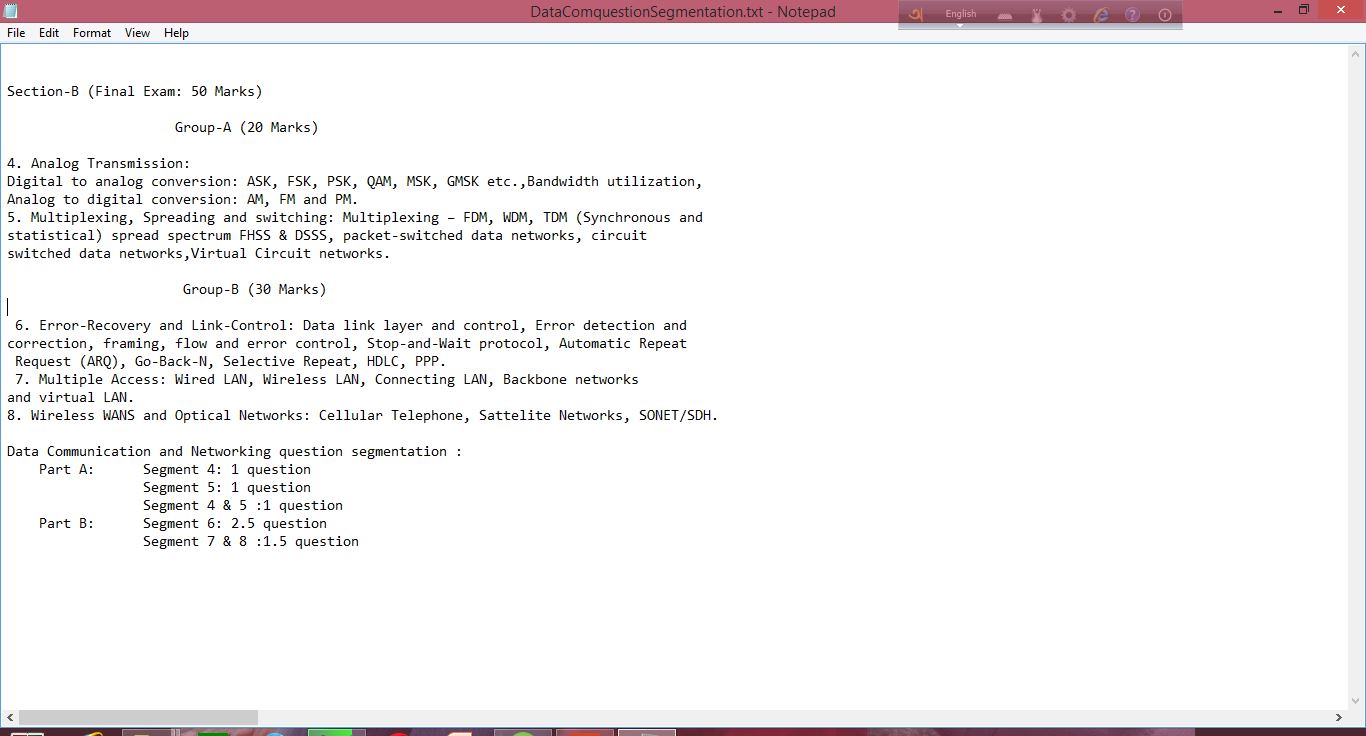 DataComquestionSegmentation.txt - Notepad
English
File Edit Format View Help
Section-B (Final Exam: 50 Marks)
Group-A (20 Marks)
4. Analog Transmission:
Digital to analog conversion: ASK, FSK, PSK, QAM, MSK, GMSK etc.,Bandwidth utilization,
Analog to digital conversion: AM, FM and PM.
5. Multiplexing, Spreading and switching: Multiplexing – FDM, WDM, TDM (Synchronous and
statistical) spread spectrum FHSS & DSSS, packet-switched data networks, circuit
switched data networks,Virtual Circuit networks.
Group-B (30 Marks)
6. Error-Recovery and Link-Control: Data link layer and control, Error detection and
correction, framing, flow and error control, Stop-and-Wait protocol, Automatic Repeat
Request (ARQ), Go-Back-N, Selective Repeat, HDLC, PPP.
7. Multiple Access: Wired LAN, Wireless LAN, Connecting LAN, Backbone networks
and virtual LAN.
8. Wireless WANS and Optical Networks: Cellular Telephone, Sattelite Networks, SONET/SDH.
Data Communication and Networking question segmentation :
Part A: Segment 4: 1 question
Segment 5: 1 question
Segment 4 & 5 :1 question
Part B: Segment 6: 2.5 question
Segment 7 & 8 :1.5 question